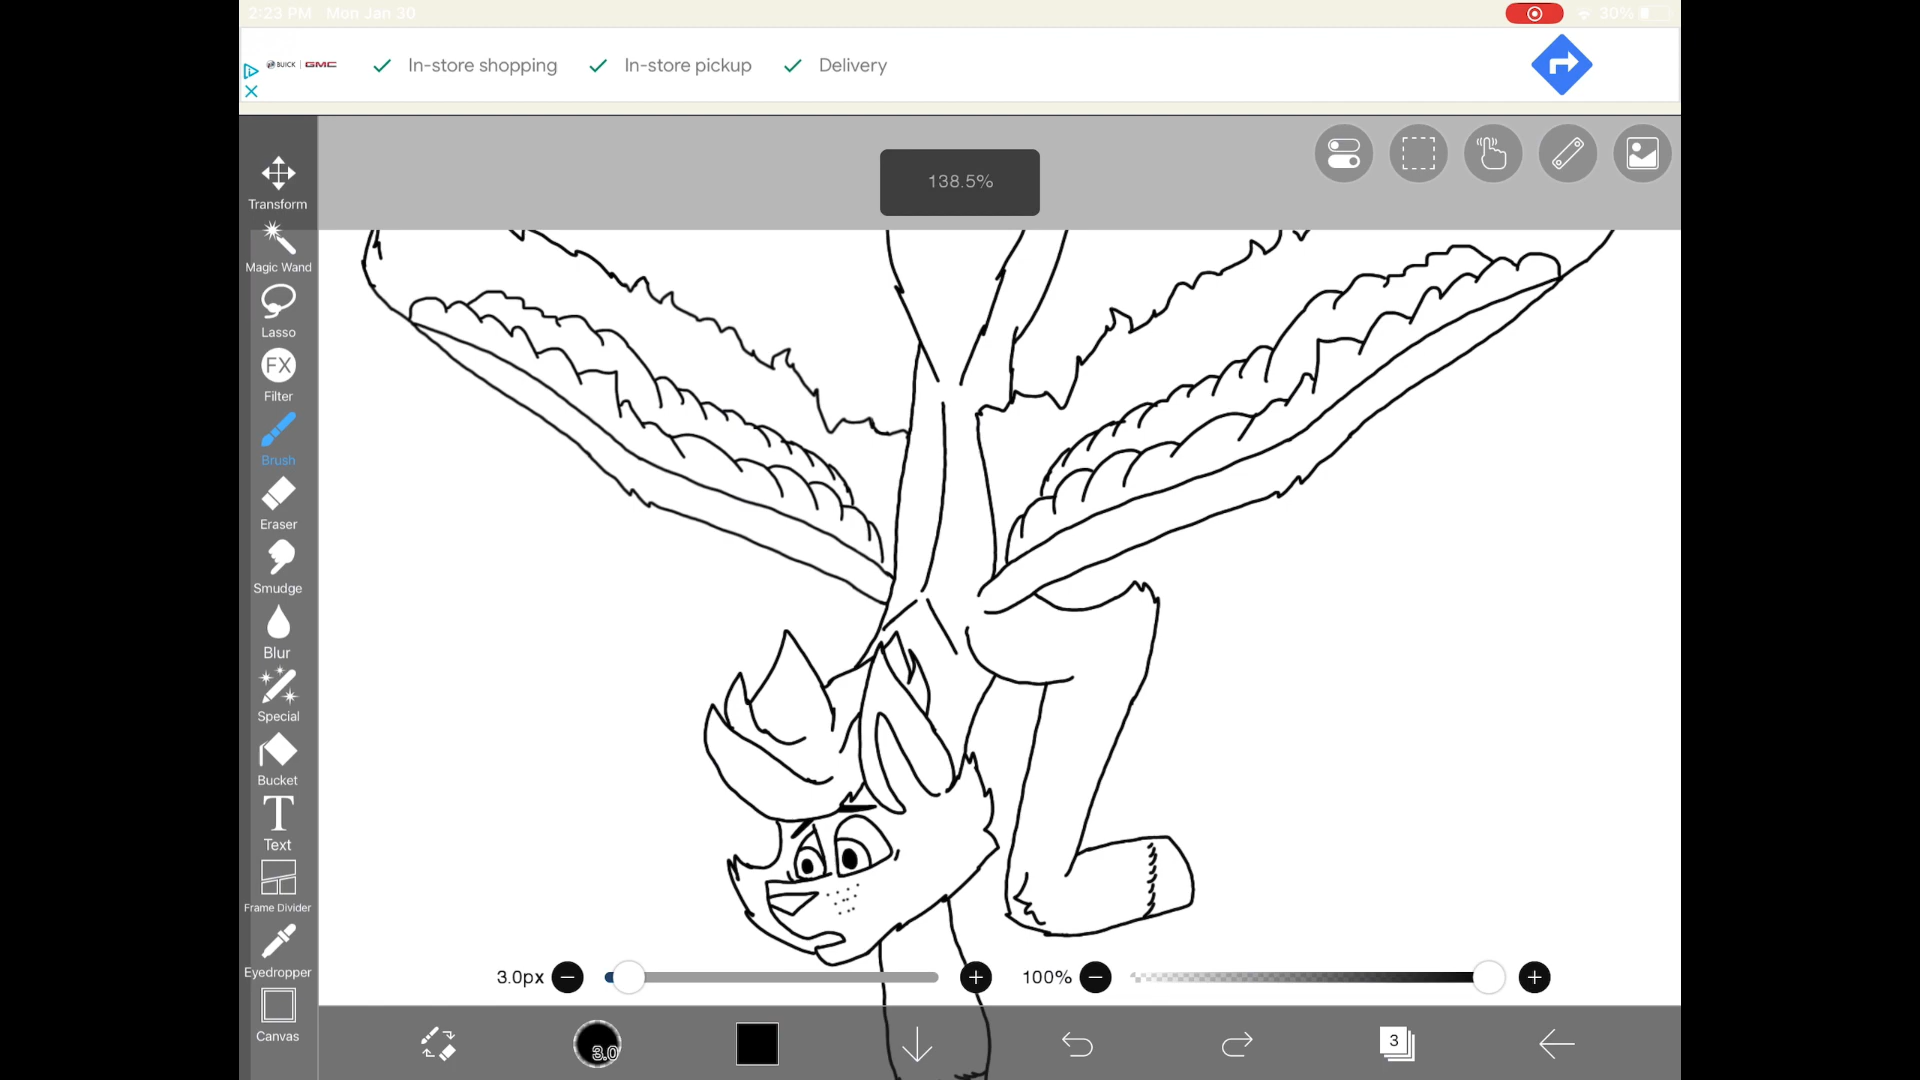 2:23 PM Mon Jan 30
30%
BUICK | GMC
In-store shopping
In-store pickup
Delivery
138.5%
Transform
Magic Wand
Lasso
FX
Filter
Brush
Eraser
Smudge
Blur
Special
Bucket
T
Text
Frame Divider
Eyedropper
Canvas
3.0px
100%
3.0
3